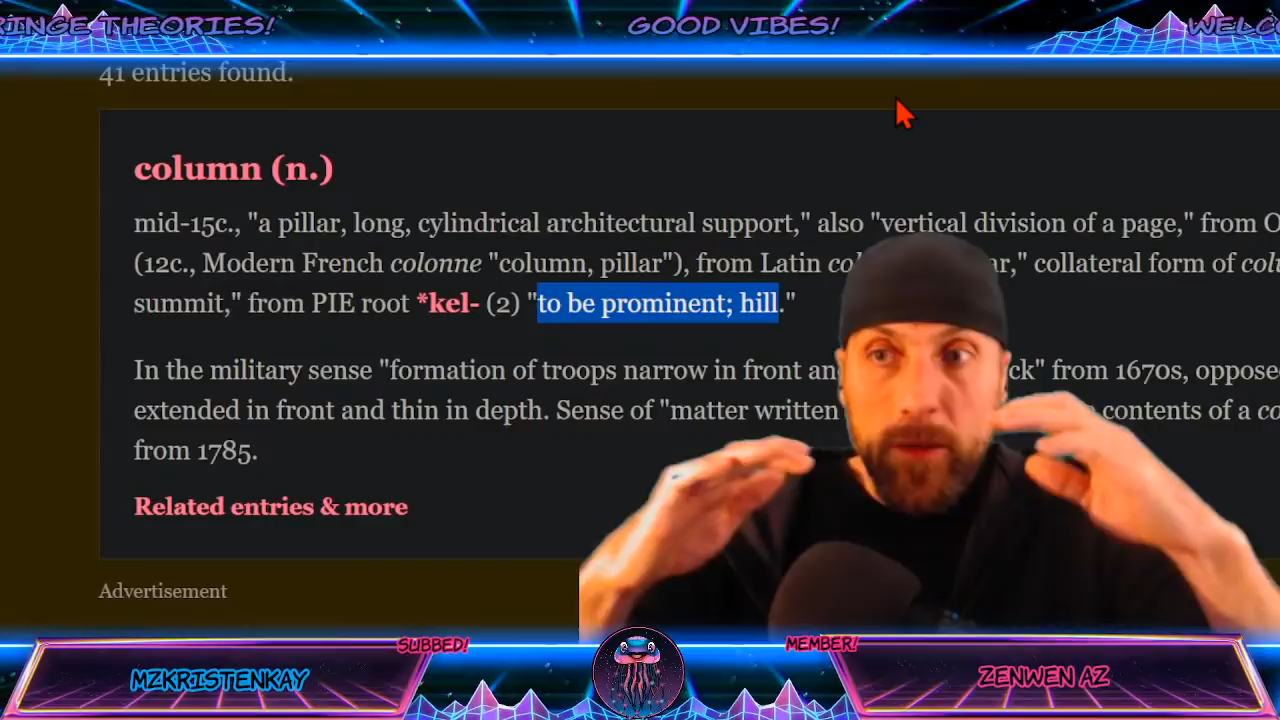 RINGE THEORIES!
GOOD VIBES!
WELC
41 entries found.
column (n.)
mid-15c., "a pillar, long, cylindrical architectural support," also "vertical division of a page," from O
(12c., Modern French colonne "column, pillar"), from Latin co ar," collateral form of colu
summit," from PIE root *kel- (2) "to be prominent; hill."
In the military sense "formation of troops narrow in front an ck" from 1670s, oppose
extended in front and thin in depth. Sense of "matter written contents of a co
from 1785.
Related entries & more
Advertisement
SUBBED!
MEMBER!
MZKRISTENKAY
ZENWEN AZ